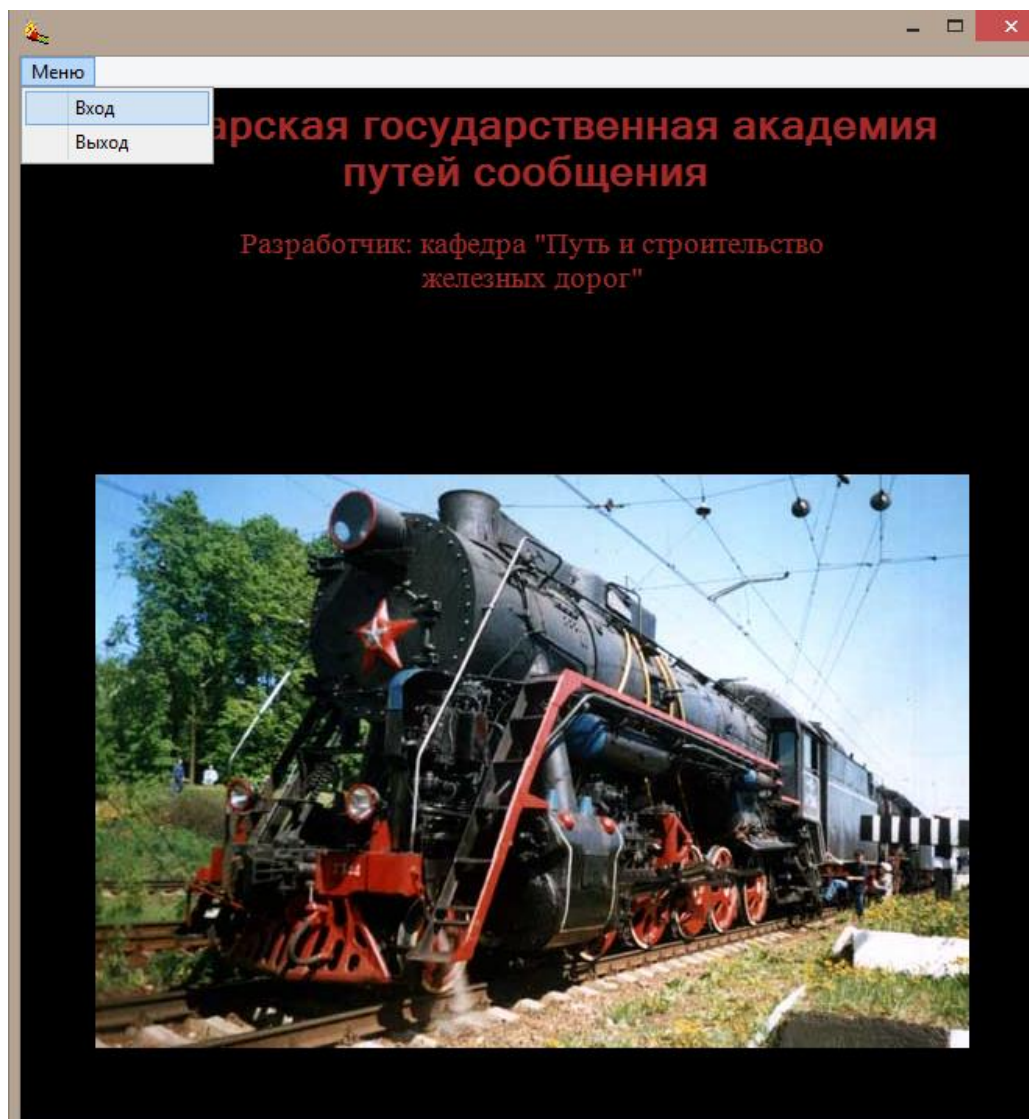 Меню
Вход
Выход
арская государственная академия
путей сообщения
Разработчик: кафедра "Путь и строительство
железных дорог"